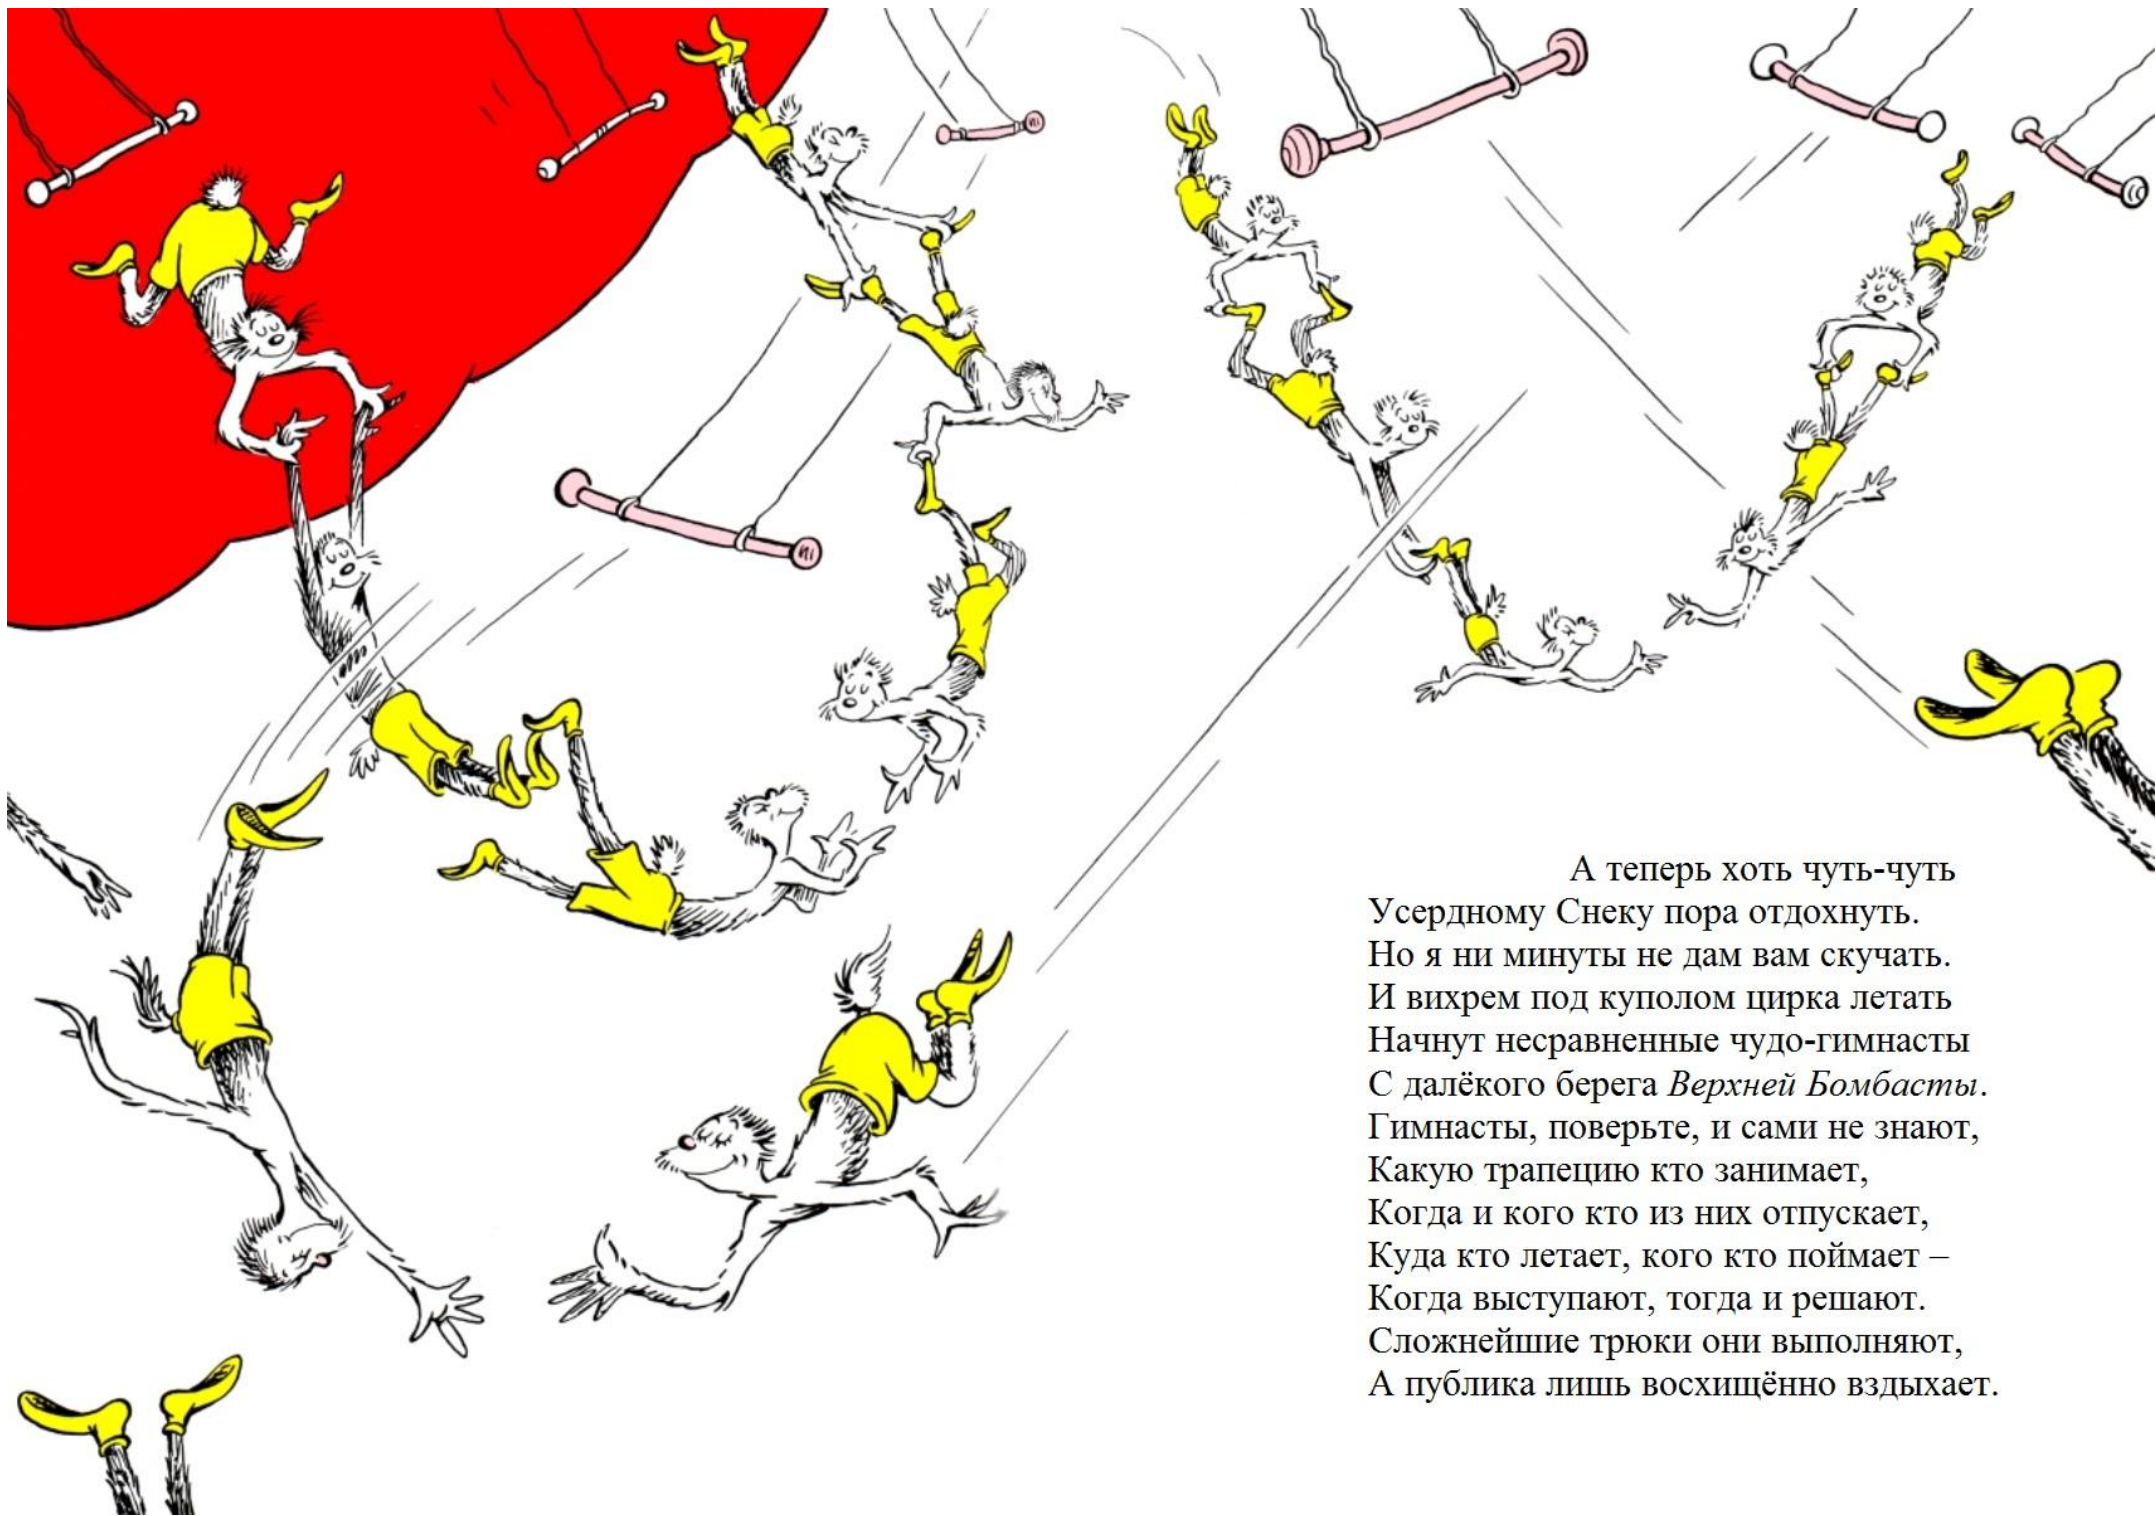 А теперь хоть чуть-чуть
Усердному Снеку пора отдохнуть.
Но я ни минуты не дам вам скучать.
И вихрем под куполом цирка летать
Начнут несравненные чудо-гимнасты
С далёкого берега Верхней Бомбасты.
Гимнасты, поверьте, и сами не знают,
Какую трапецию кто занимает,
Когда и кого кто из них отпускает,
Куда кто летает, кого кто поймает –
Когда выступают, тогда и решают.
Сложнейшие трюки они выполняют,
А публика лишь восхищённо вздыхает.